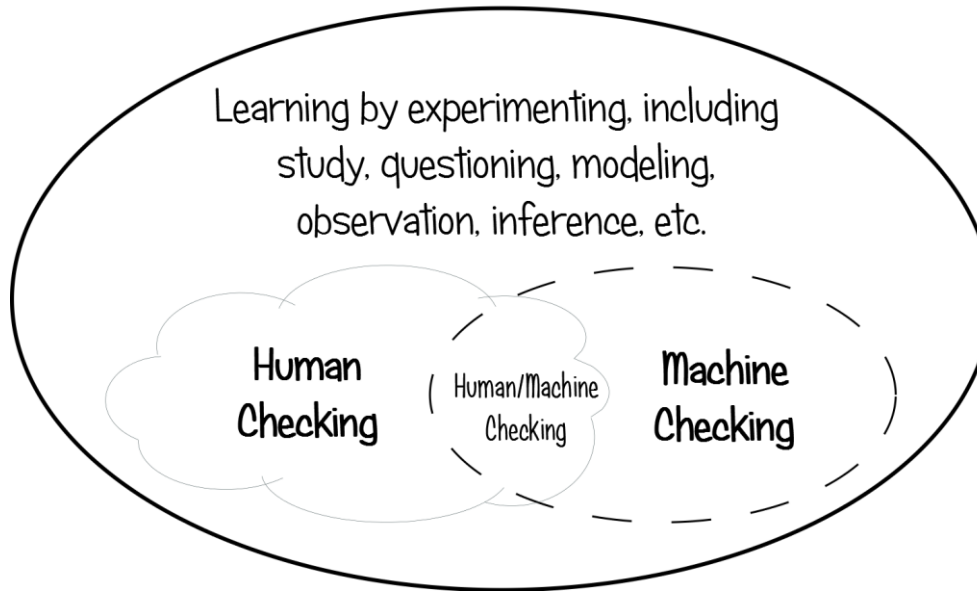 Learning by experimenting, including
study, questioning, modeling,
observation, inference, etc.
Human
Checking
Human/Machine
Checking
Machine
Checking